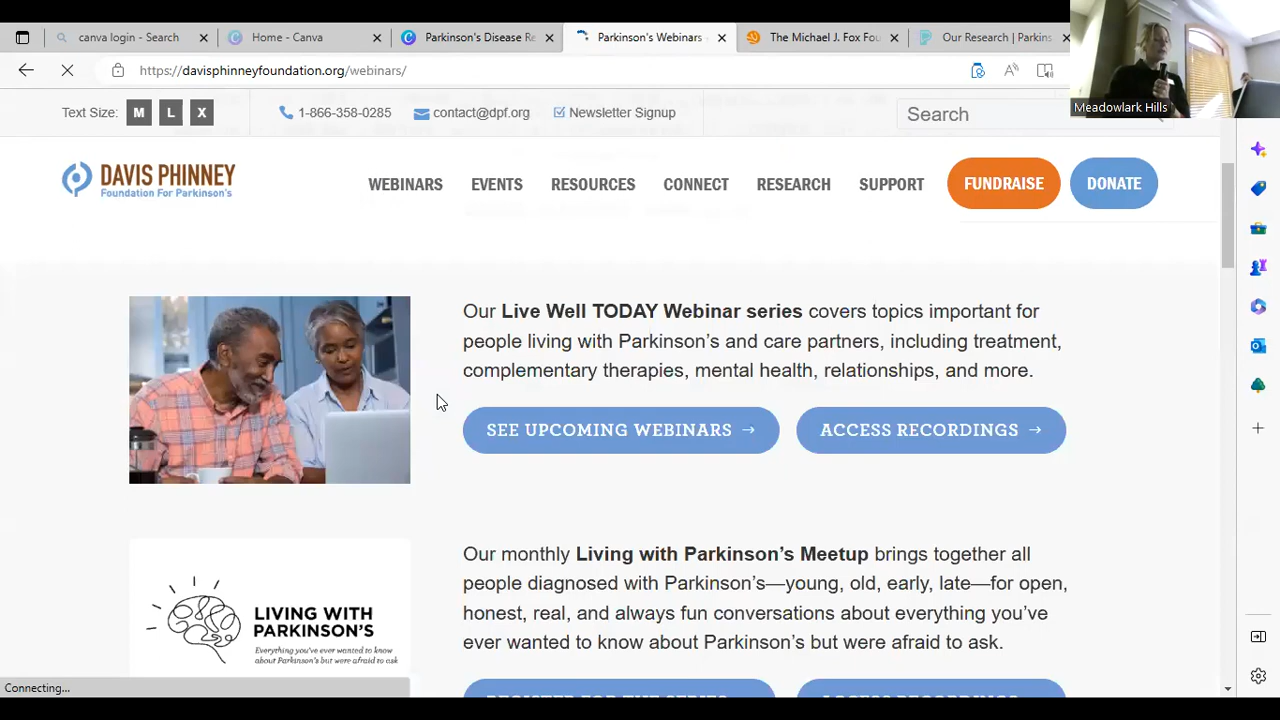 canva login - Search
Home - Canva
Parkinson's Disease Re
Parkinson's Webinars -
The Michael J. Fox Fou
Our Research | Parkins
https://davisphinneyfoundation.org/webinars/
Meadowlark Hills
Text Size: M L X
1-866-358-0285
contact@dpf.org
Newsletter Signup
Search
DAVIS PHINNEY
Foundation For Parkinson's
WEBINARS EVENTS RESOURCES CONNECT RESEARCH SUPPORT FUNDRAISE DONATE
Our Live Well TODAY Webinar series covers topics important for
people living with Parkinson's and care partners, including treatment,
complementary therapies, mental health, relationships, and more.
SEE UPCOMING WEBINARS → ACCESS RECORDINGS →
LIVING WITH
PARKINSON'S
Everything you've ever wanted to know
about Parkinson's but were afraid to ask
Our monthly Living with Parkinson's Meetup brings together all
people diagnosed with Parkinson's—young, old, early, late—for open,
honest, real, and always fun conversations about everything you've
ever wanted to know about Parkinson's but were afraid to ask.
REGISTER FOR THE SERIES → ACCESS RECORDINGS →
Connecting...